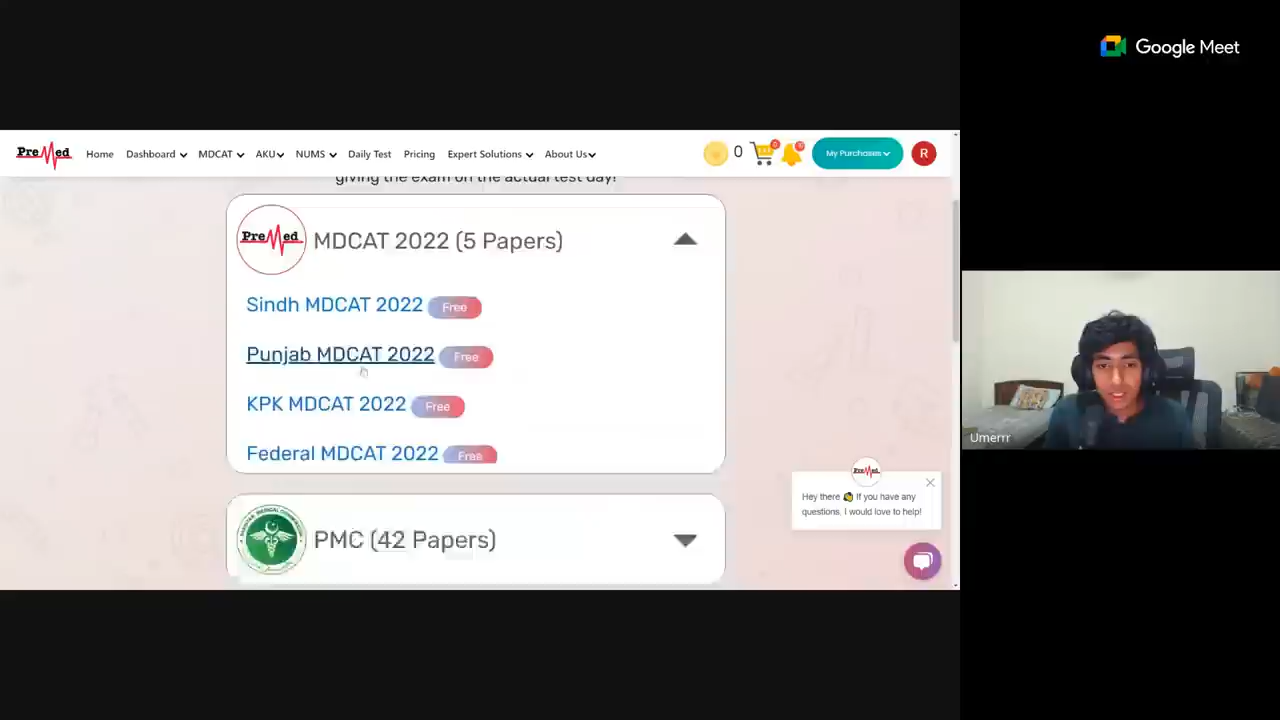 Google Meet
PreMed Home Dashboard MDCAT AKU NUMS Daily Test Pricing Expert Solutions About Us 0 0 My Purchases R
giving the exam on the actual test day!
PreMed MDCAT 2022 (5 Papers)
Sindh MDCAT 2022 Free
Punjab MDCAT 2022 Free
KPK MDCAT 2022 Free
Federal MDCAT 2022 Free
PMC (42 Papers)
PreMed
Hey there 👋 If you have any
questions, I would love to help!
Umerrr